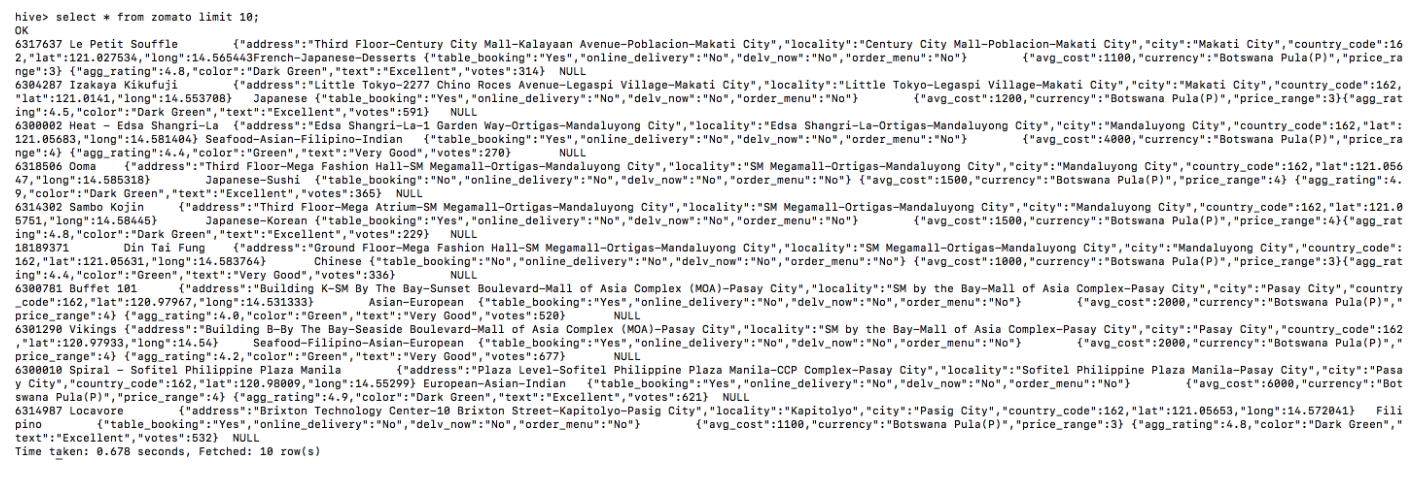 hive> select * from zomato limit 10;
OK
6317637 Le Petit Souffle {"address":"Third Floor-Century City Mall-Kalayaan Avenue-Poblacion-Makati City","locality":"Century City Mall-Poblacion-Makati City","city":"Makati City","country_code":16
2,"lat":121.027534,"long":14.565443French-Japanese-Desserts {"table_booking":"Yes","online_delivery":"No","delv_now":"No","order_menu":"No"} {"avg_cost":1100,"currency":"Botswana Pula(P)","price_ra
nge":3} {"agg_rating":4.8,"color":"Dark Green","text":"Excellent","votes":314} NULL
6304287 Izakaya Kikufuji {"address":"Little Tokyo-2277 Chino Roces Avenue-Legaspi Village-Makati City","locality":"Little Tokyo-Legaspi Village-Makati City","city":"Makati City","country_code":162,
"lat":121.0141,"long":14.553708} Japanese {"table_booking":"Yes","online_delivery":"No","delv_now":"No","order_menu":"No"} {"avg_cost":1200,"currency":"Botswana Pula(P)","price_range":3}{"agg_rat
ing":4.5,"color":"Dark Green","text":"Excellent","votes":591} NULL
6300002 Heat - Edsa Shangri-La {"address":"Edsa Shangri-La-1 Garden Way-Ortigas-Mandaluyong City","locality":"Edsa Shangri-La-Ortigas-Mandaluyong City","city":"Mandaluyong City","country_code":162,"lat":
121.05683,"long":14.581404} Seafood-Asian-Filipino-Indian {"table_booking":"Yes","online_delivery":"No","delv_now":"No","order_menu":"No"} {"avg_cost":4000,"currency":"Botswana Pula(P)","price_ra
nge":4} {"agg_rating":4.4,"color":"Green","text":"Very Good","votes":270} NULL
6318506 Ooma {"address":"Third Floor-Mega Fashion Hall-SM Megamall-Ortigas-Mandaluyong City","locality":"SM Megamall-Ortigas-Mandaluyong City","city":"Mandaluyong City","country_code":162,"lat":121.056
47,"long":14.585318} Japanese-Sushi {"table_booking":"No","online_delivery":"No","delv_now":"No","order_menu":"No"} {"avg_cost":1500,"currency":"Botswana Pula(P)","price_range":4} {"agg_rating":4.
9,"color":"Dark Green","text":"Excellent","votes":365} NULL
6314302 Sambo Kojin {"address":"Third Floor-Mega Atrium-SM Megamall-Ortigas-Mandaluyong City","locality":"SM Megamall-Ortigas-Mandaluyong City","city":"Mandaluyong City","country_code":162,"lat":121.0
5751,"long":14.58445} Japanese-Korean {"table_booking":"Yes","online_delivery":"No","delv_now":"No","order_menu":"No"} {"avg_cost":1500,"currency":"Botswana Pula(P)","price_range":4}{"agg_rat
ing":4.8,"color":"Dark Green","text":"Excellent","votes":229} NULL
18189371 Din Tai Fung {"address":"Ground Floor-Mega Fashion Hall-SM Megamall-Ortigas-Mandaluyong City","locality":"SM Megamall-Ortigas-Mandaluyong City","city":"Mandaluyong City","country_code":
162,"lat":121.05631,"long":14.583764} Chinese {"table_booking":"No","online_delivery":"No","delv_now":"No","order_menu":"No"} {"avg_cost":1000,"currency":"Botswana Pula(P)","price_range":3}{"agg_rat
ing":4.4,"color":"Green","text":"Very Good","votes":336} NULL
6300781 Buffet 101 {"address":"Building K-SM By The Bay-Sunset Boulevard-Mall of Asia Complex (MOA)-Pasay City","locality":"SM by the Bay-Mall of Asia Complex-Pasay City","city":"Pasay City","country
_code":162,"lat":120.97967,"long":14.531333} Asian-European {"table_booking":"Yes","online_delivery":"No","delv_now":"No","order_menu":"No"} {"avg_cost":2000,"currency":"Botswana Pula(P)","
price_range":4} {"agg_rating":4.0,"color":"Green","text":"Very Good","votes":520} NULL
6301290 Vikings {"address":"Building B-By The Bay-Seaside Boulevard-Mall of Asia Complex (MOA)-Pasay City","locality":"SM by the Bay-Mall of Asia Complex-Pasay City","city":"Pasay City","country_code":162
,"lat":120.97933,"long":14.54} Seafood-Filipino-Asian-European {"table_booking":"Yes","online_delivery":"No","delv_now":"No","order_menu":"No"} {"avg_cost":2000,"currency":"Botswana Pula(P)","
price_range":4} {"agg_rating":4.2,"color":"Green","text":"Very Good","votes":677} NULL
6300010 Spiral - Sofitel Philippine Plaza Manila {"address":"Plaza Level-Sofitel Philippine Plaza Manila-CCP Complex-Pasay City","locality":"Sofitel Philippine Plaza Manila-Pasay City","city":"Pasa
y City","country_code":162,"lat":120.98009,"long":14.55299} European-Asian-Indian {"table_booking":"Yes","online_delivery":"No","delv_now":"No","order_menu":"No"} {"avg_cost":6000,"currency":"Bot
swana Pula(P)","price_range":4} {"agg_rating":4.9,"color":"Dark Green","text":"Excellent","votes":621} NULL
6314987 Locavore {"address":"Brixton Technology Center-10 Brixton Street-Kapitolyo-Pasig City","locality":"Kapitolyo","city":"Pasig City","country_code":162,"lat":121.05653,"long":14.572041} Fili
pino {"table_booking":"Yes","online_delivery":"No","delv_now":"No","order_menu":"No"} {"avg_cost":1100,"currency":"Botswana Pula(P)","price_range":3} {"agg_rating":4.8,"color":"Dark Green","
text":"Excellent","votes":532} NULL
Time taken: 0.678 seconds, Fetched: 10 row(s)